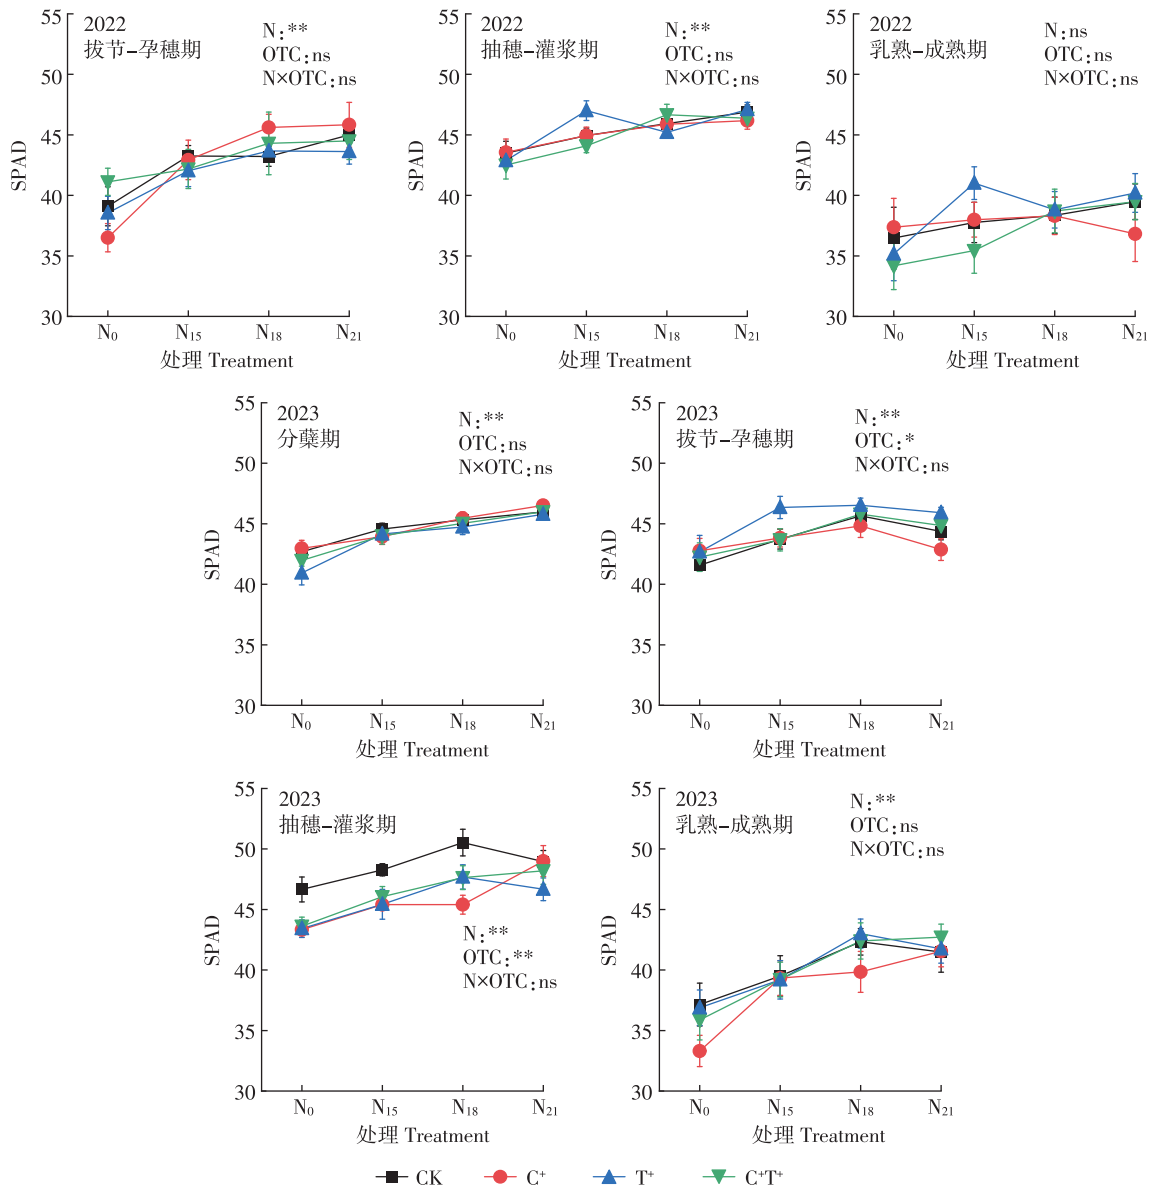 2022
拔节–孕穗期
N:**
OTC:ns
N×OTC:ns
55
50
45
40
35
30
SPAD
N₀ N₁₅ N₁₈ N₂₁
处理 Treatment
2022
抽穗–灌浆期
N:**
OTC:ns
N×OTC:ns
55
50
45
40
35
30
SPAD
N₀ N₁₅ N₁₈ N₂₁
处理 Treatment
2022
乳熟–成熟期
N:ns
OTC:ns
N×OTC:ns
55
50
45
40
35
30
SPAD
N₀ N₁₅ N₁₈ N₂₁
处理 Treatment
2023
分蘖期
N:**
OTC:ns
N×OTC:ns
55
50
45
40
35
30
SPAD
N₀ N₁₅ N₁₈ N₂₁
处理 Treatment
2023
拔节–孕穗期
N:**
OTC:*
N×OTC:ns
55
50
45
40
35
30
SPAD
N₀ N₁₅ N₁₈ N₂₁
处理 Treatment
2023
抽穗–灌浆期
N:**
OTC:**
N×OTC:ns
55
50
45
40
35
30
SPAD
N₀ N₁₅ N₁₈ N₂₁
处理 Treatment
2023
乳熟–成熟期
N:**
OTC:ns
N×OTC:ns
55
50
45
40
35
30
SPAD
N₀ N₁₅ N₁₈ N₂₁
处理 Treatment
CK C⁺ T⁺ C⁺T⁺